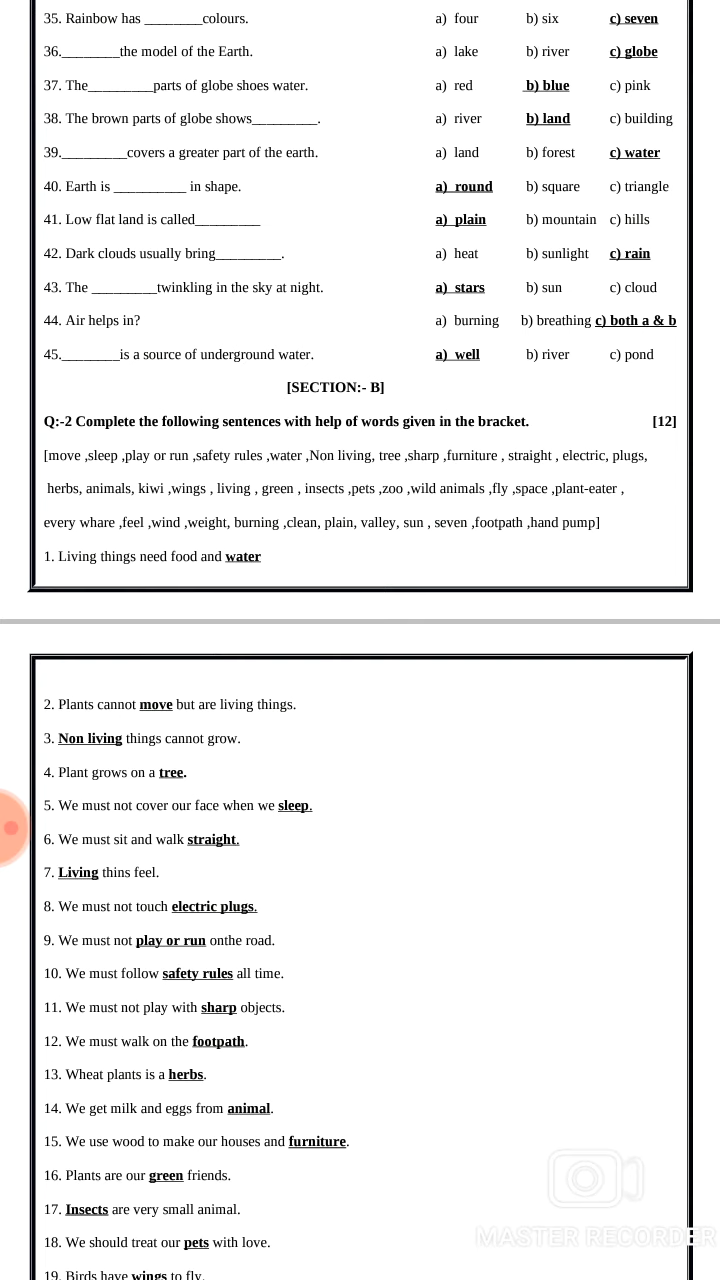 35. Rainbow has ________colours. a) four b) six c) seven
36.________the model of the Earth. a) lake b) river c) globe
37. The_________parts of globe shoes water. a) red b) blue c) pink
38. The brown parts of globe shows_________. a) river b) land c) building
39._________covers a greater part of the earth. a) land b) forest c) water
40. Earth is __________ in shape. a) round b) square c) triangle
41. Low flat land is called_________ a) plain b) mountain c) hills
42. Dark clouds usually bring_________. a) heat b) sunlight c) rain
43. The _________twinkling in the sky at night. a) stars b) sun c) cloud
44. Air helps in? a) burning b) breathing c) both a & b
45.________is a source of underground water. a) well b) river c) pond
[SECTION:- B]
Q:-2 Complete the following sentences with help of words given in the bracket. [12]
[move ,sleep ,play or run ,safety rules ,water ,Non living, tree ,sharp ,furniture , straight , electric, plugs,
herbs, animals, kiwi ,wings , living , green , insects ,pets ,zoo ,wild animals ,fly ,space ,plant-eater ,
every whare ,feel ,wind ,weight, burning ,clean, plain, valley, sun , seven ,footpath ,hand pump]
1. Living things need food and water
2. Plants cannot move but are living things.
3. Non living things cannot grow.
4. Plant grows on a tree.
5. We must not cover our face when we sleep.
6. We must sit and walk straight.
7. Living thins feel.
8. We must not touch electric plugs.
9. We must not play or run onthe road.
10. We must follow safety rules all time.
11. We must not play with sharp objects.
12. We must walk on the footpath.
13. Wheat plants is a herbs.
14. We get milk and eggs from animal.
15. We use wood to make our houses and furniture.
16. Plants are our green friends.
17. Insects are very small animal.
18. We should treat our pets with love.
19. Birds have wings to fly.
MASTER RECORDER